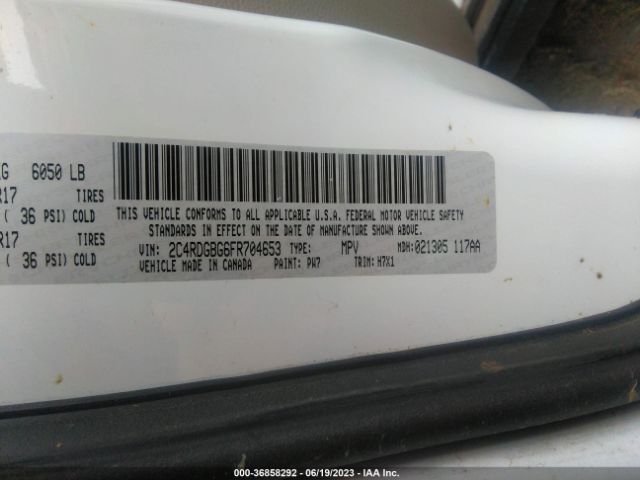 KG 6050 LB
R17 TIRES
( 36 PSI) COLD
R17 TIRES
( 36 PSI) COLD
THIS VEHICLE CONFORMS TO ALL APPLICABLE U.S.A. FEDERAL MOTOR VEHICLE SAFETY
STANDARDS IN EFFECT ON THE DATE OF MANUFACTURE SHOWN ABOVE.
VIN: 2C4RDGBG6FR704653 TYPE: MPV MDH: 021305 117AA
VEHICLE MADE IN CANADA PAINT: PW7 TRIM: H7X1
000-36858292 - 06/19/2023 - IAA Inc.